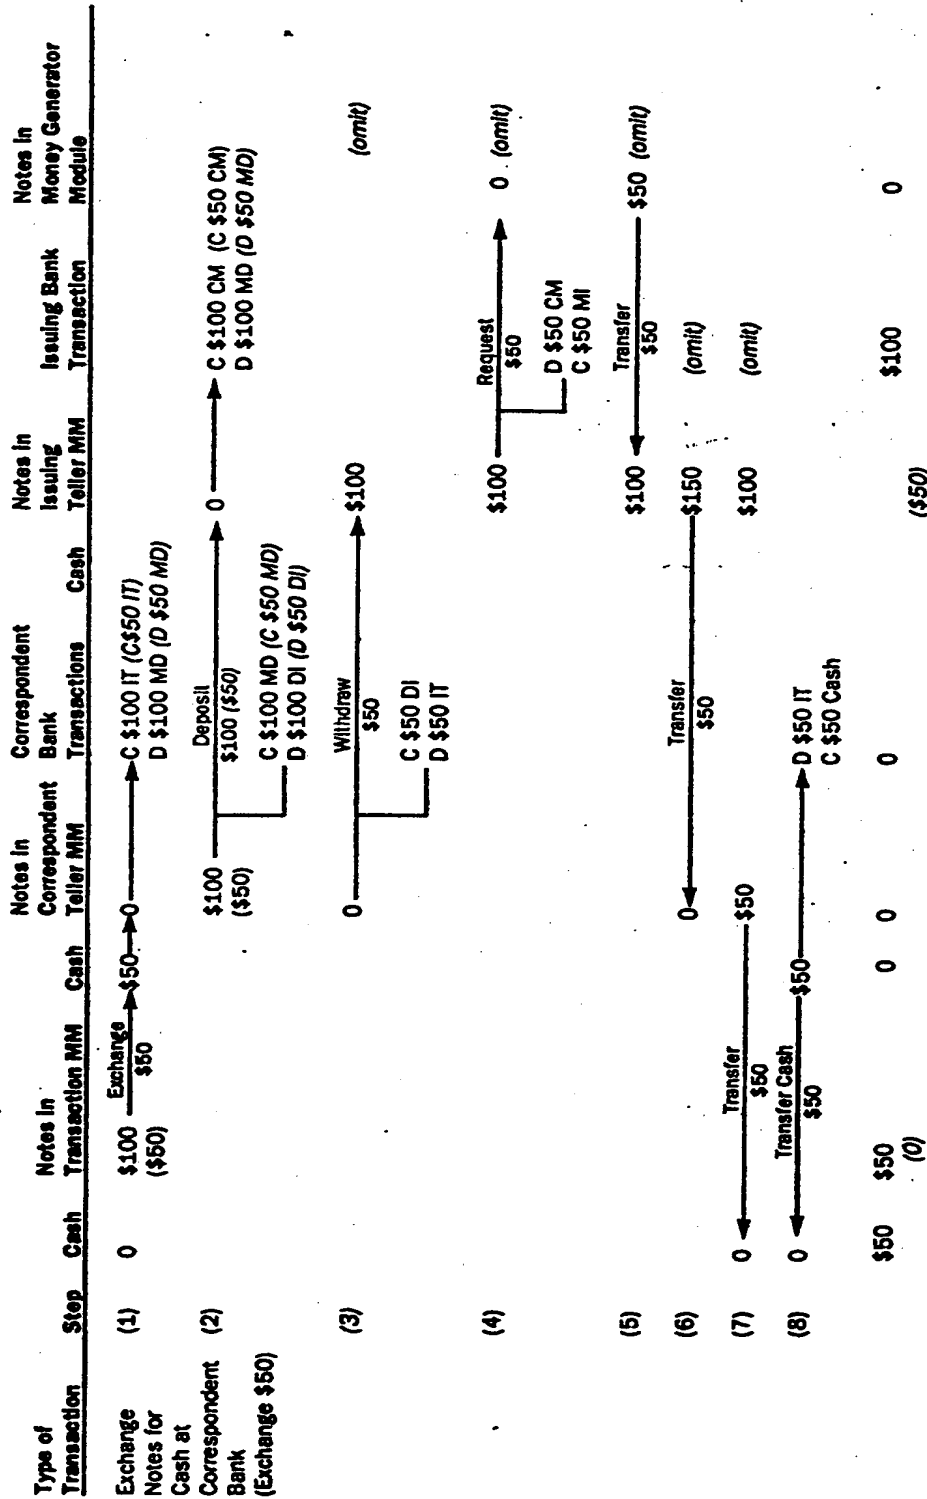 Type of Transaction
Step
Cash
Notes in Transaction MM
Cash
Notes in Correspondent Teller MM
Correspondent Bank Transactions
Cash
Notes in Issuing Teller MM
Issuing Bank Transaction
Notes in Money Generator Module
Exchange
Notes for
Cash at
Correspondent
Bank
(Exchange $50)
(1) 0 $100 Exchange $50 0 C $100 IT (C$50 IT)
($50) $50 D $100 MD (D $50 MD)
(2) $100 Deposit 0 C $100 CM (C $50 CM)
($50) $100 ($50) D $100 MD (D $50 MD)
C $100 MD (C $50 MD)
D $100 DI (D $50 DI)
(3) 0 Withdraw $100 (omit)
$50
C $50 DI
D $50 IT
(4) $100 Request 0 (omit)
$50
D $50 CM
C $50 MI
(5) $100 Transfer $50 (omit)
$50
(6) 0 Transfer $150 (omit)
$50
(7) 0 Transfer $50 $100 (omit)
$50
(8) 0 Transfer Cash $50 D $50 IT
$50 C $50 Cash
$50 $50 0 0 0 $100 0
(0) ($50)